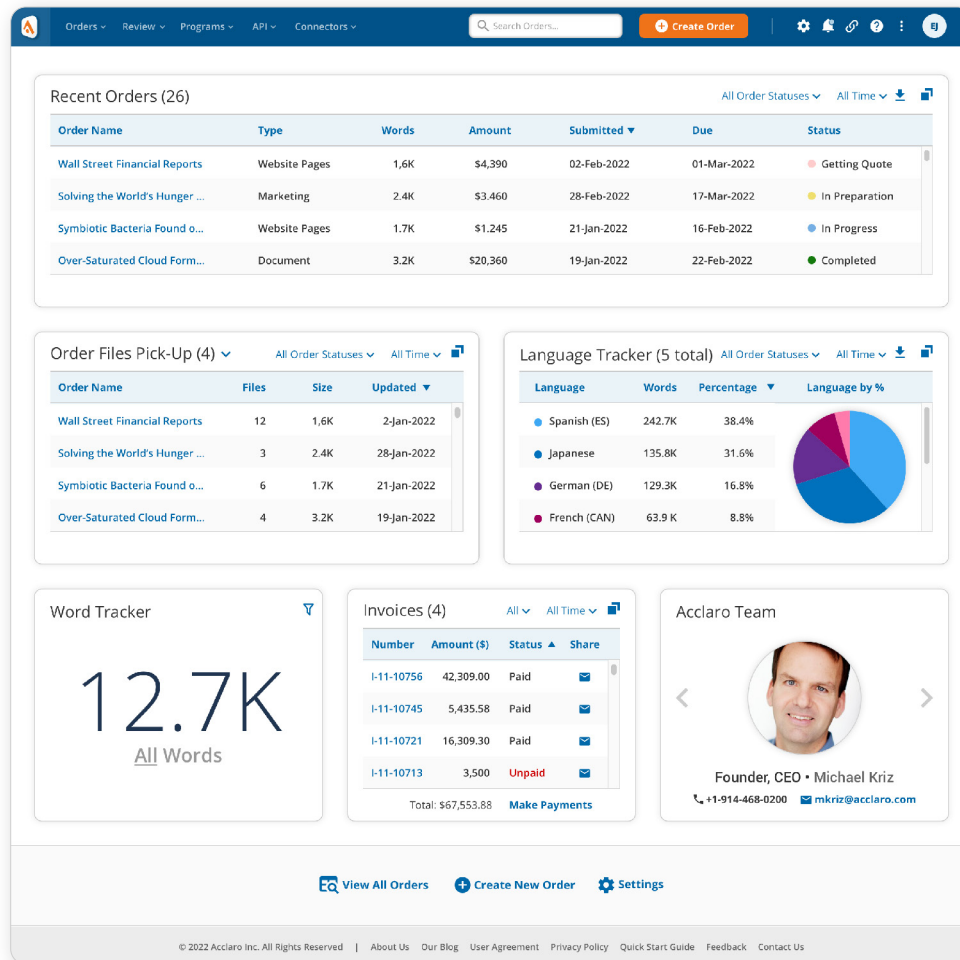 Orders Review Programs API Connectors Search Orders... Create Order EJ
Recent Orders (26) All Order Statuses All Time
Order Name Type Words Amount Submitted Due Status
Wall Street Financial Reports Website Pages 1,6K $4,390 02-Feb-2022 01-Mar-2022 Getting Quote
Solving the World's Hunger ... Marketing 2.4K $3.460 28-Feb-2022 17-Mar-2022 In Preparation
Symbiotic Bacteria Found o... Website Pages 1.7K $1.245 21-Jan-2022 16-Feb-2022 In Progress
Over-Saturated Cloud Form... Document 3.2K $20,360 19-Jan-2022 22-Feb-2022 Completed
Order Files Pick-Up (4) All Order Statuses All Time
Order Name Files Size Updated
Wall Street Financial Reports 12 1,6K 2-Jan-2022
Solving the World's Hunger ... 3 2.4K 28-Jan-2022
Symbiotic Bacteria Found o... 6 1.7K 21-Jan-2022
Over-Saturated Cloud Form... 4 3.2K 19-Jan-2022
Language Tracker (5 total) All Order Statuses All Time
Language Words Percentage Language by %
Spanish (ES) 242.7K 38.4%
Japanese 135.8K 31.6%
German (DE) 129.3K 16.8%
French (CAN) 63.9 K 8.8%
Word Tracker
12.7K
All Words
Invoices (4) All All Time
Number Amount ($) Status Share
I-11-10756 42,309.00 Paid
I-11-10745 5,435.58 Paid
I-11-10721 16,309.30 Paid
I-11-10713 3,500 Unpaid
Total: $67,553.88 Make Payments
Acclaro Team
Founder, CEO • Michael Kriz
+1-914-468-0200 mkriz@acclaro.com
View All Orders Create New Order Settings
© 2022 Acclaro Inc. All Rights Reserved | About Us Our Blog User Agreement Privacy Policy Quick Start Guide Feedback Contact Us